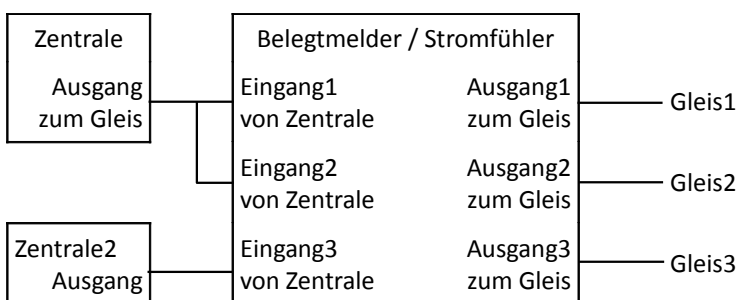 Zentrale
Ausgang
zum Gleis
Belegtmelder / Stromfühler
Eingang1
von Zentrale
Ausgang1
zum Gleis
Gleis1
Eingang2
von Zentrale
Ausgang2
zum Gleis
Gleis2
Zentrale2
Ausgang
Eingang3
von Zentrale
Ausgang3
zum Gleis
Gleis3